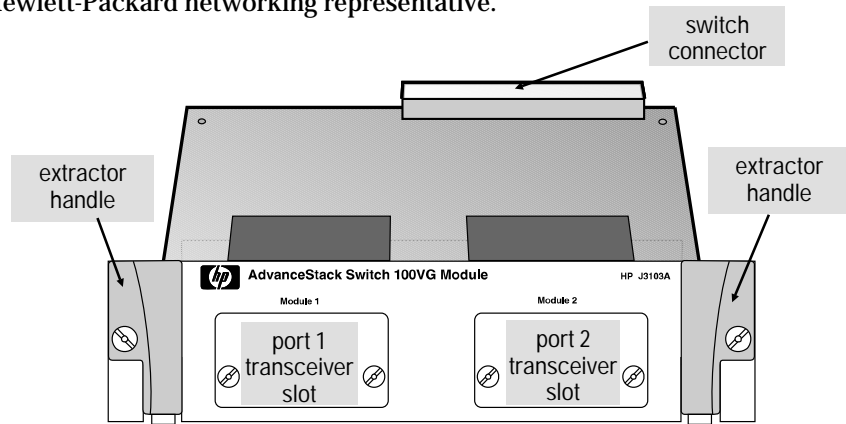 Hewlett-Packard networking representative.
switch
connector
extractor
handle
extractor
handle
hp AdvanceStack Switch 100VG Module HP J3103A
Module 1 Module 2
port 1
transceiver
slot
port 2
transceiver
slot